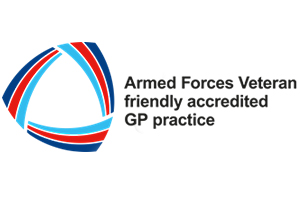 Armed Forces Veteran
friendly accredited
GP practice